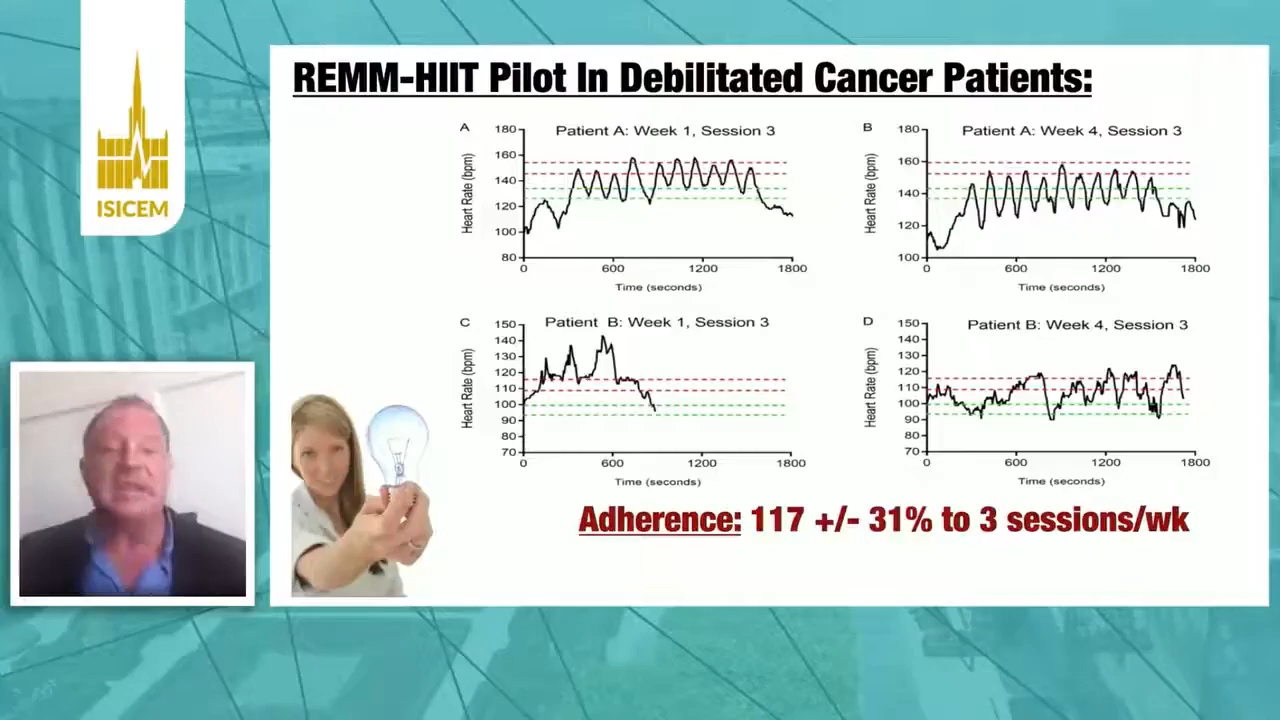 ISICEM
REMM-HIIT Pilot In Debilitated Cancer Patients:
A
Patient A: Week 1, Session 3
Heart Rate (bpm)
180
160
140
120
100
80
0
600
1200
1800
Time (seconds)
B
Patient A: Week 4, Session 3
Heart Rate (bpm)
180
160
140
120
100
0
600
1200
1800
Time (seconds)
C
Patient B: Week 1, Session 3
Heart Rate (bpm)
150
140
130
120
110
100
90
80
70
0
600
1200
1800
Time (seconds)
D
Patient B: Week 4, Session 3
Heart Rate (bpm)
150
140
130
120
110
100
90
80
70
0
600
1200
1800
Time (seconds)
Adherence: 117 +/- 31% to 3 sessions/wk